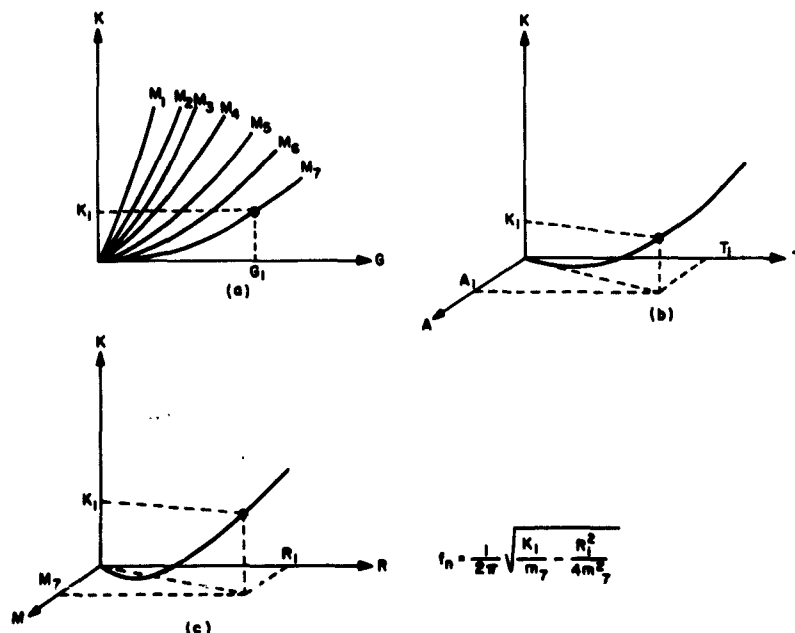 K
M1 M2 M3 M4 M5 M6 M7
K1
G1
G
(a)
K
K1
T1
A1
A
(b)
K
K1
R1
R
M7
M
(c)
fn = 1/2π √(K1/m7 - R1²/4m²7)